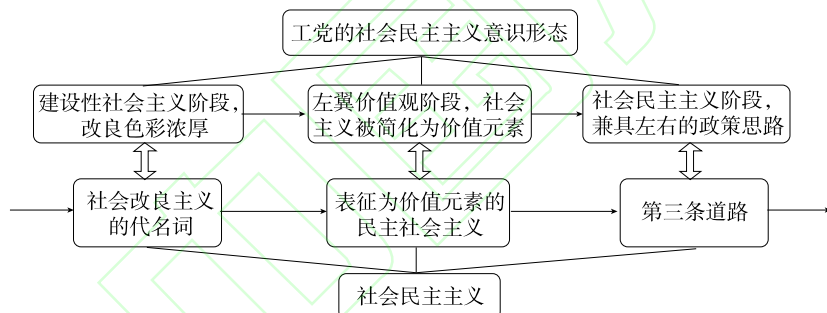 工党的社会民主主义意识形态
建设性社会主义阶段，
改良色彩浓厚
左翼价值观阶段，社会
主义被简化为价值元素
社会民主主义阶段，
兼具左右的政策思路
社会改良主义
的代名词
表征为价值元素的
民主社会主义
第三条道路
社会民主主义